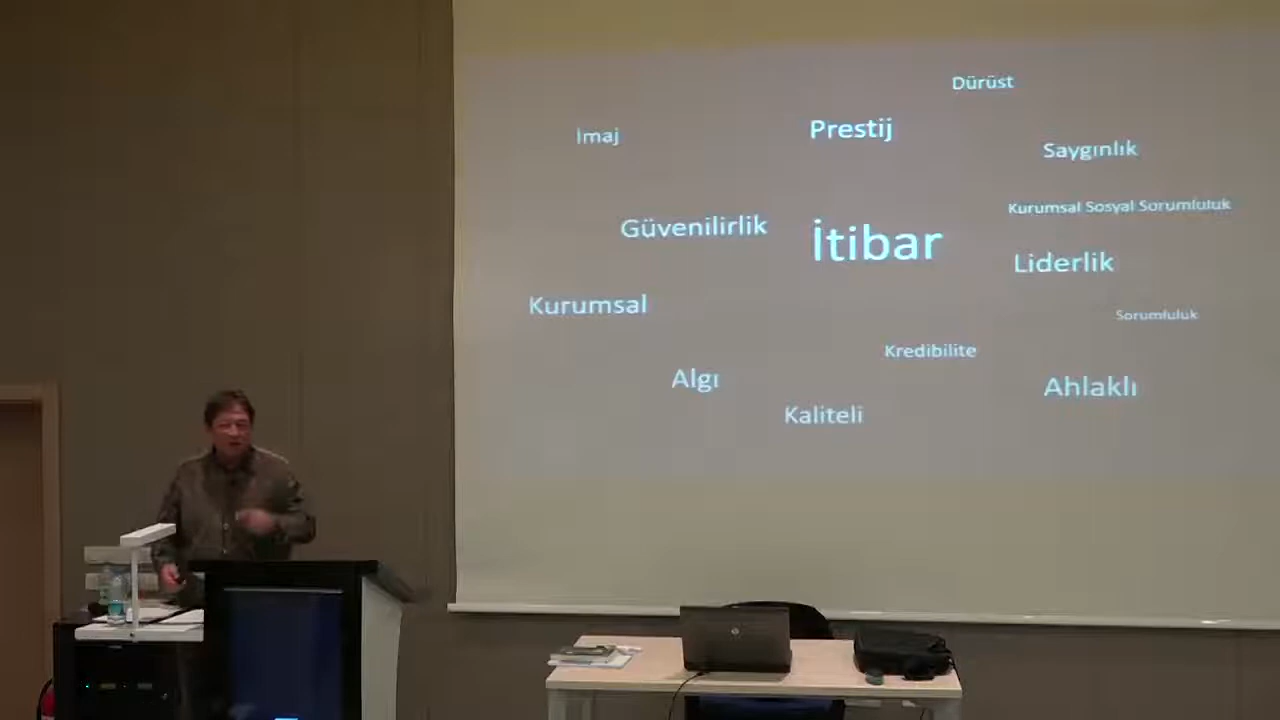 Dürüst
Prestij
İmaj
Saygınlık
Kurumsal Sosyal Sorumluluk
Güvenilirlik
İtibar
Liderlik
Kurumsal
Sorumluluk
Kredibilite
Algı
Ahlaklı
Kaliteli